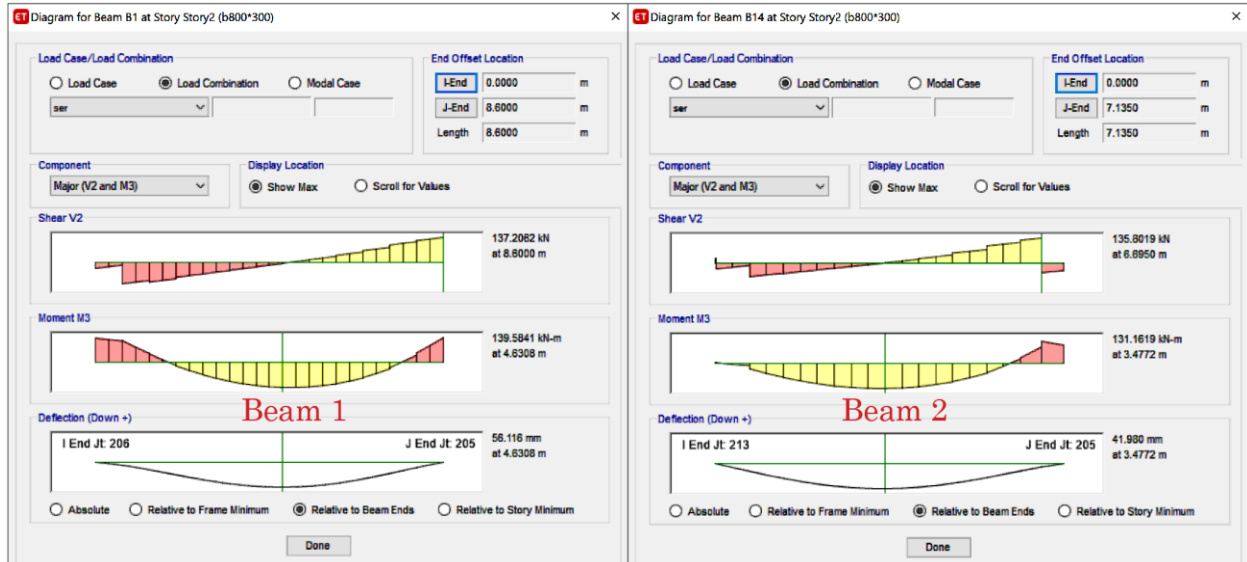 ET Diagram for Beam B1 at Story Story2 (b800*300)
Load Case/Load Combination
Load Case Load Combination Modal Case
ser
End Offset Location
I-End 0.0000 m
J-End 8.6000 m
Length 8.6000 m
Component
Major (V2 and M3)
Display Location
Show Max Scroll for Values
Shear V2
137.2062 kN
at 8.6000 m
Moment M3
139.5841 kN-m
at 4.6308 m
Beam 1
Deflection (Down +)
I End Jt: 206 J End Jt: 205
56.116 mm
at 4.6308 m
Absolute Relative to Frame Minimum Relative to Beam Ends Relative to Story Minimum
Done
ET Diagram for Beam B14 at Story Story2 (b800*300)
Load Case/Load Combination
Load Case Load Combination Modal Case
ser
End Offset Location
I-End 0.0000 m
J-End 7.1350 m
Length 7.1350 m
Component
Major (V2 and M3)
Display Location
Show Max Scroll for Values
Shear V2
135.8019 kN
at 6.6950 m
Moment M3
131.1619 kN-m
at 3.4772 m
Beam 2
Deflection (Down +)
I End Jt: 213 J End Jt: 205
41.980 mm
at 3.4772 m
Absolute Relative to Frame Minimum Relative to Beam Ends Relative to Story Minimum
Done